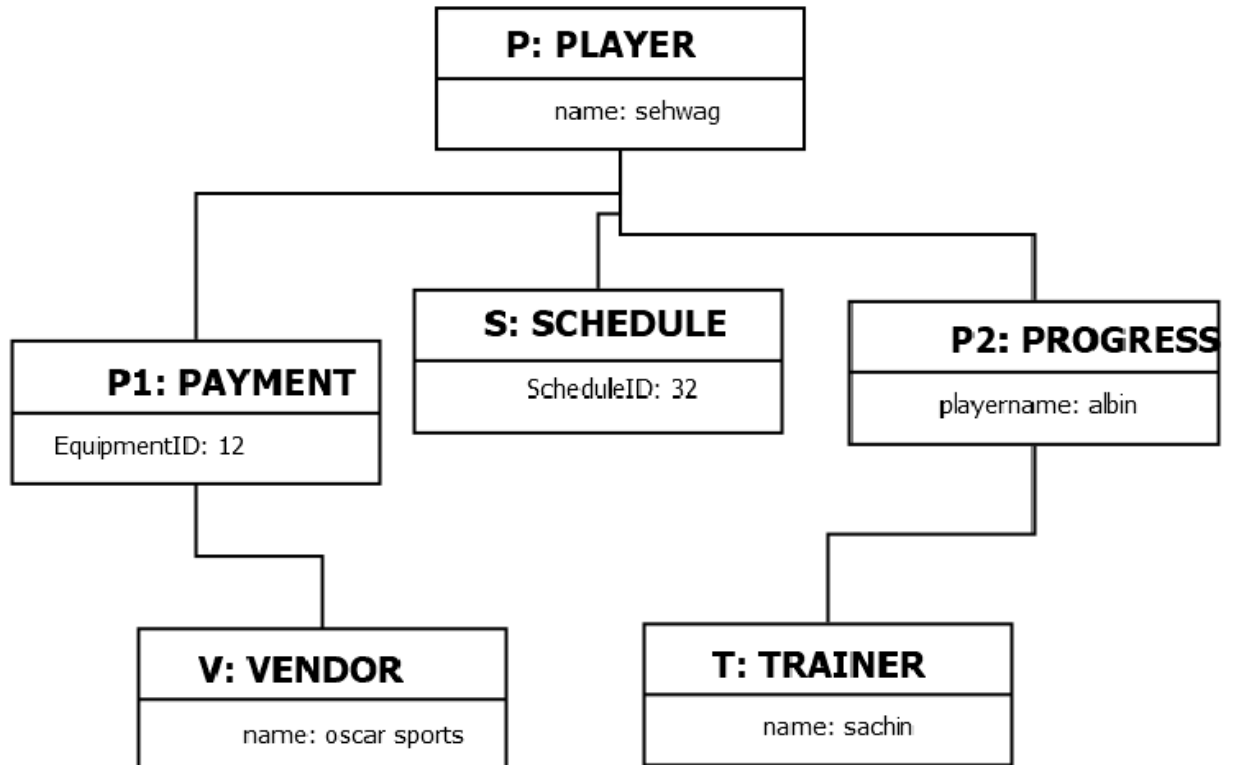 P: PLAYER
name: sehwag
S: SCHEDULE
ScheduleID: 32
P2: PROGRESS
playername: albin
P1: PAYMENT
EquipmentID: 12
V: VENDOR
name: oscar sports
T: TRAINER
name: sachin